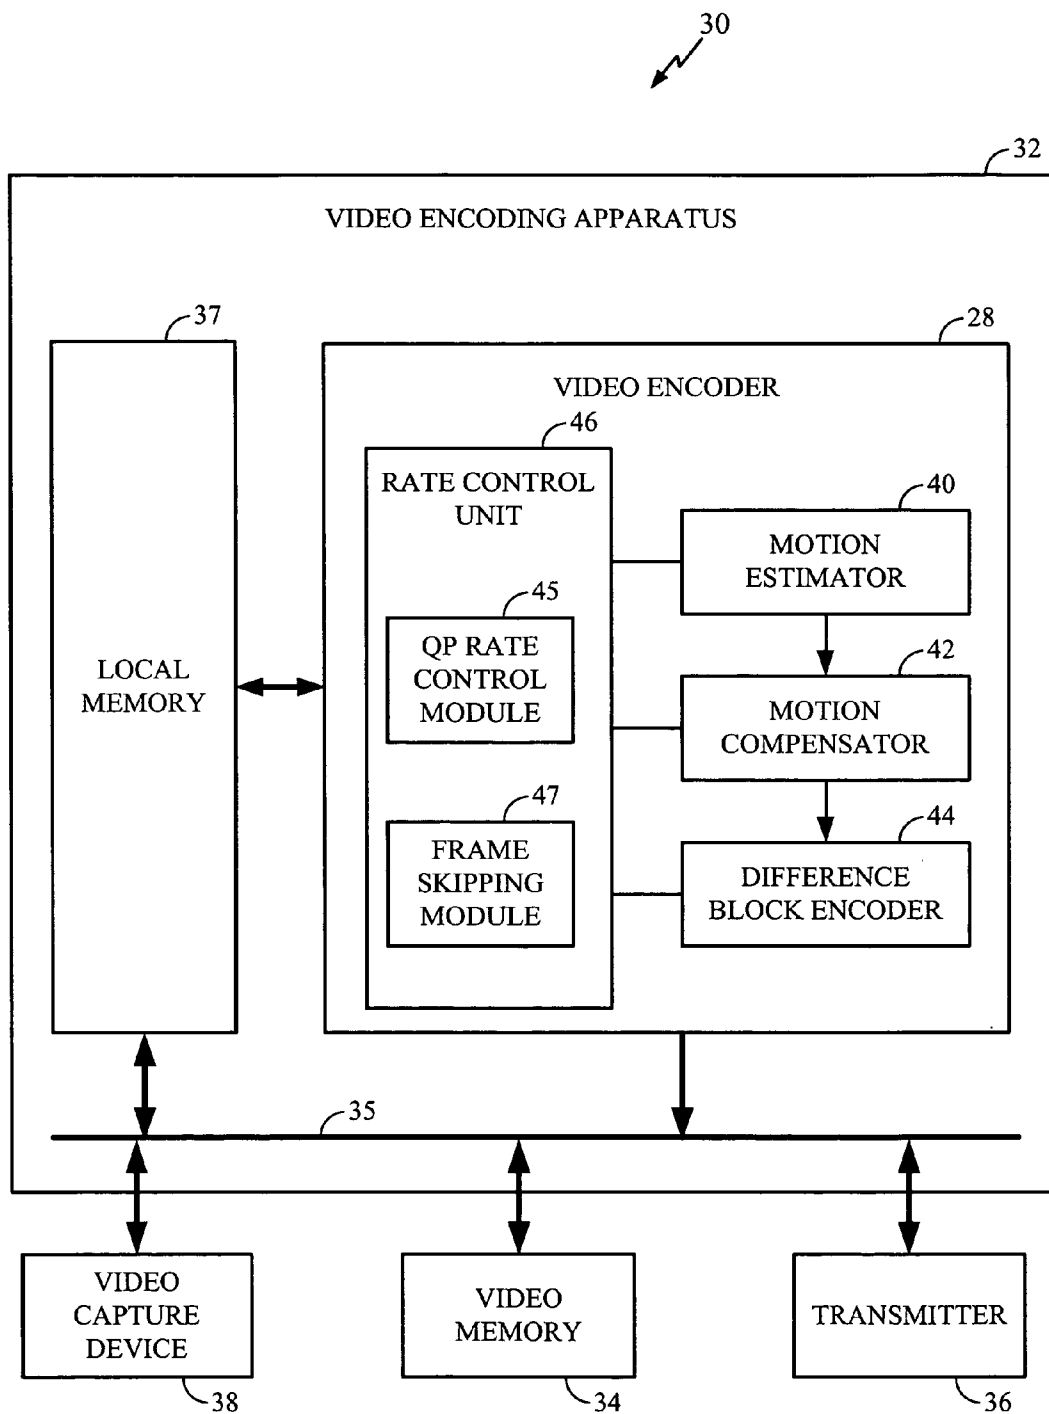 30
32
VIDEO ENCODING APPARATUS
37
28
VIDEO ENCODER
46
RATE CONTROL
UNIT
40
MOTION
ESTIMATOR
45
QP RATE
CONTROL
MODULE
LOCAL
MEMORY
42
MOTION
COMPENSATOR
47
FRAME
SKIPPING
MODULE
44
DIFFERENCE
BLOCK ENCODER
35
VIDEO
CAPTURE
DEVICE
VIDEO
MEMORY
TRANSMITTER
38
34
36